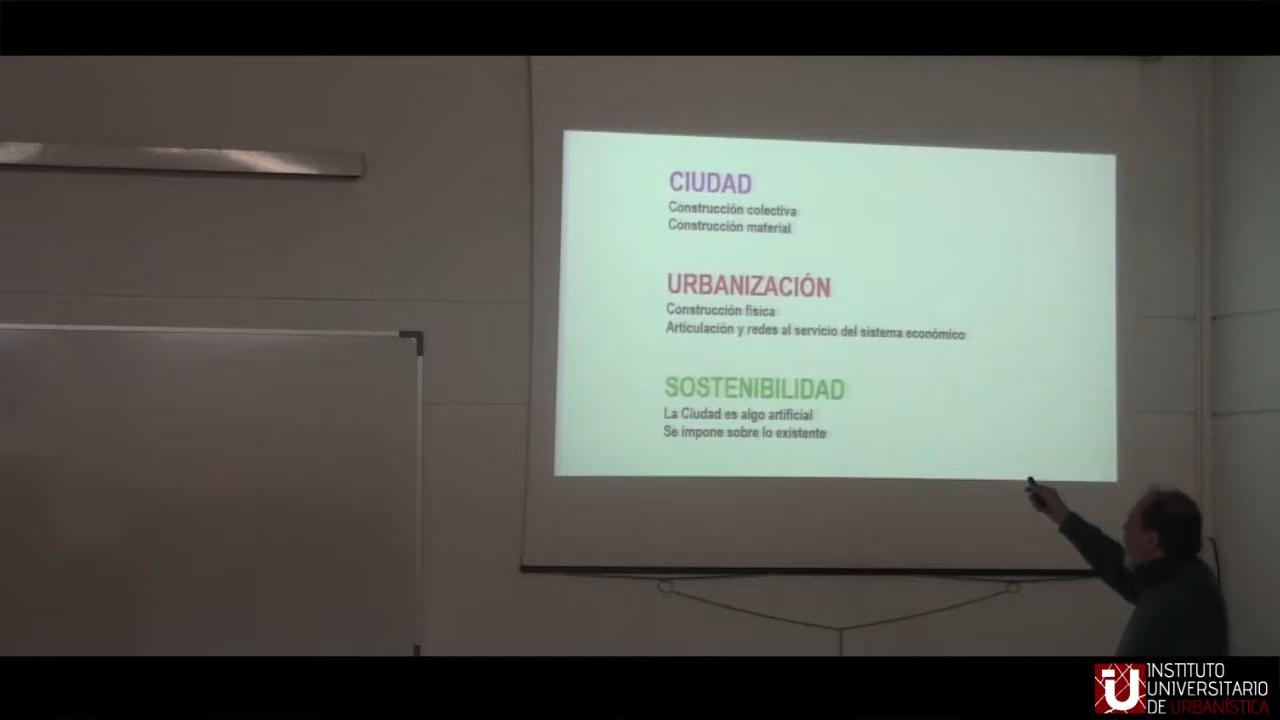 CIUDAD
Construcción colectiva
Construcción material
URBANIZACIÓN
Construcción física
Articulación y redes al servicio del sistema económico
SOSTENIBILIDAD
La Ciudad es algo artificial
Se impone sobre lo existente
iU INSTITUTO
UNIVERSITARIO
DE URBANÍSTICA